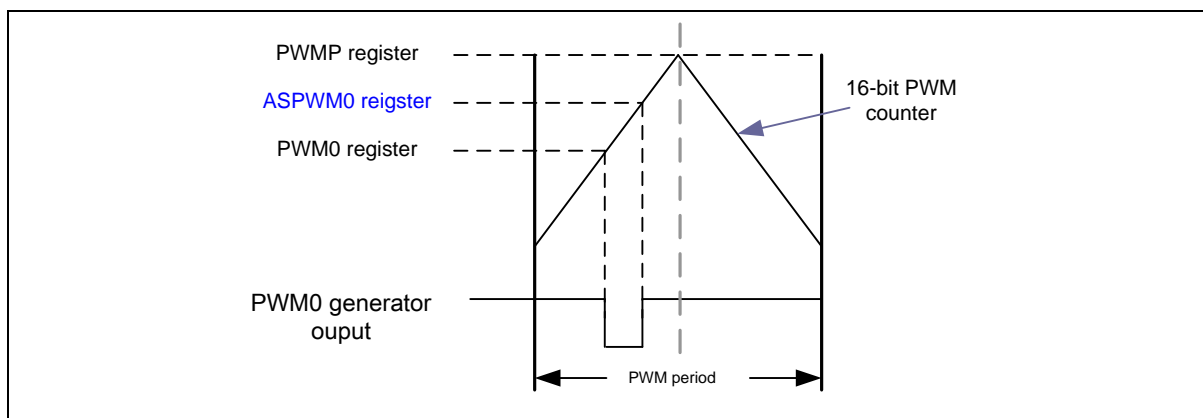 PWMP register
ASPWM0 reigster
PWM0 register
16-bit PWM
counter
PWM0 generator
ouput
PWM period